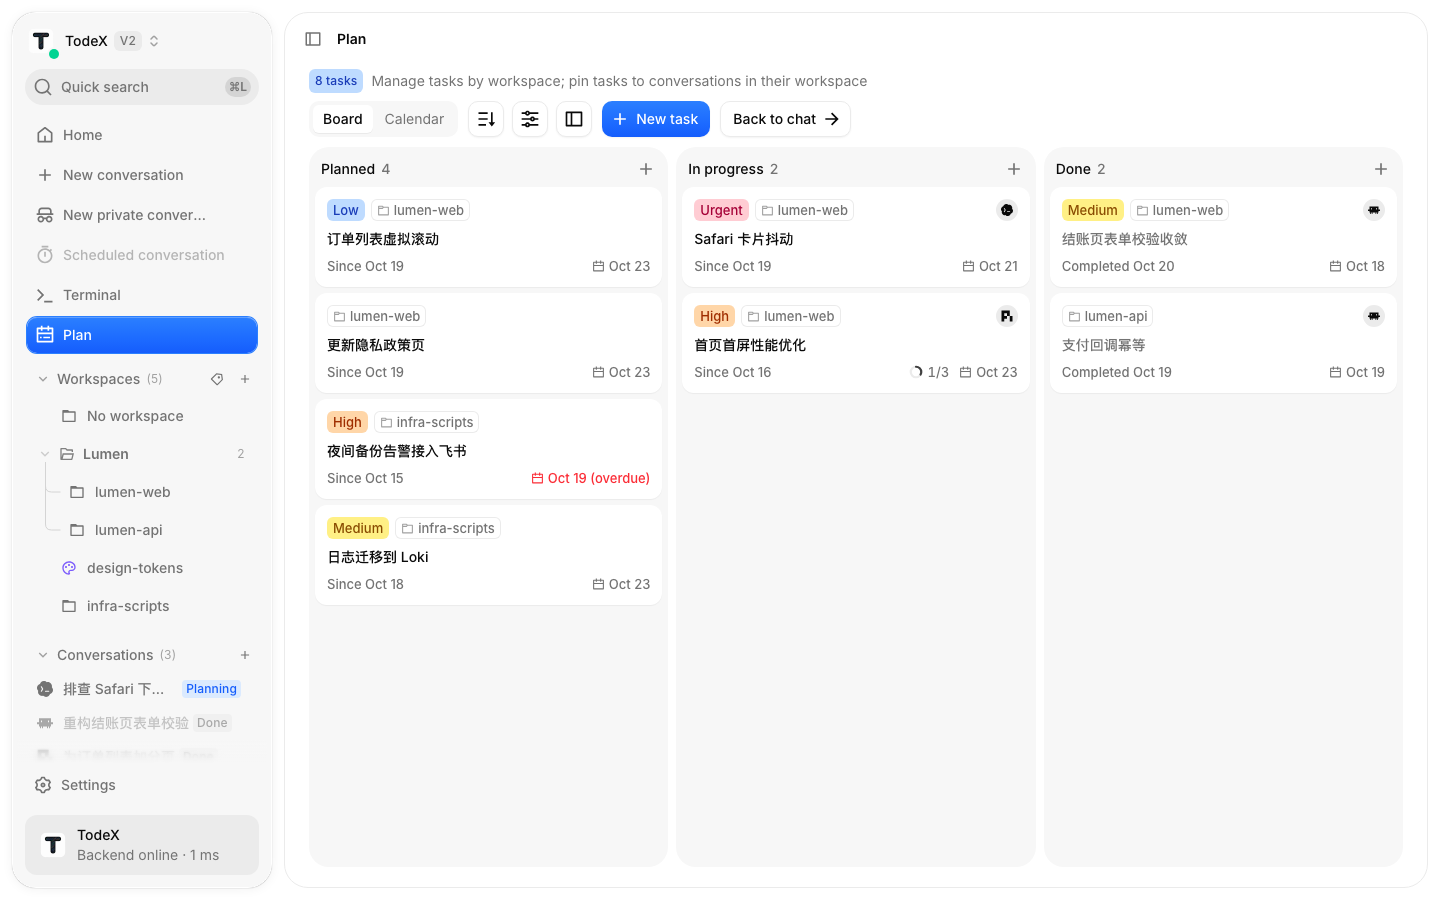 TodeX V2
Quick search ⌘L
Home
New conversation
New private conver...
Scheduled conversation
Terminal
Plan
Workspaces (5)
No workspace
Lumen 2
lumen-web
lumen-api
design-tokens
infra-scripts
Conversations (3)
排查 Safari 下... Planning
重构结账页表单校验 Done
Settings
TodeX
Backend online · 1 ms
Plan
8 tasks Manage tasks by workspace; pin tasks to conversations in their workspace
Board Calendar New task Back to chat
Planned 4
Low lumen-web
订单列表虚拟滚动
Since Oct 19 Oct 23
lumen-web
更新隐私政策页
Since Oct 19 Oct 23
High infra-scripts
夜间备份告警接入飞书
Since Oct 15 Oct 19 (overdue)
Medium infra-scripts
日志迁移到 Loki
Since Oct 18 Oct 23
In progress 2
Urgent lumen-web
Safari 卡片抖动
Since Oct 19 Oct 21
High lumen-web
首页首屏性能优化
Since Oct 16 1/3 Oct 23
Done 2
Medium lumen-web
结账页表单校验收敛
Completed Oct 20 Oct 18
lumen-api
支付回调幂等
Completed Oct 19 Oct 19